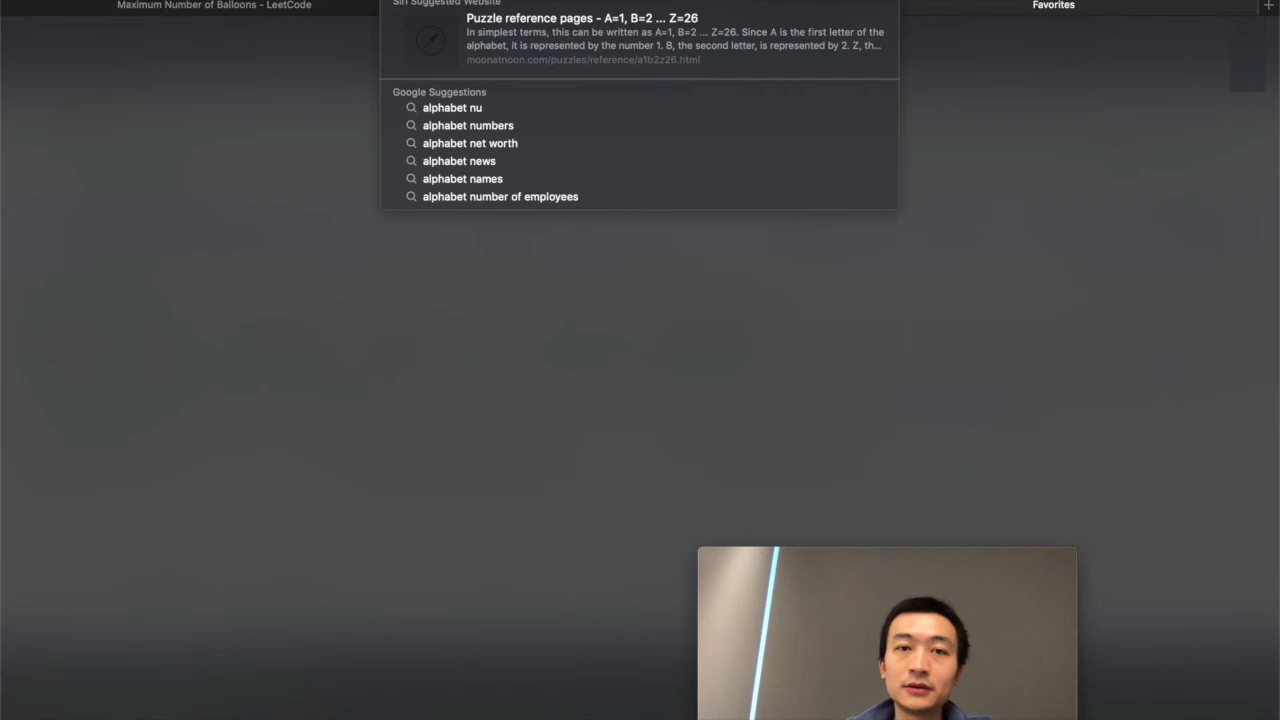 Maximum Number of Balloons - LeetCode
Favorites
Siri Suggested Website
Puzzle reference pages - A=1, B=2 ... Z=26
In simplest terms, this can be written as A=1, B=2 ... Z=26. Since A is the first letter of the
alphabet, it is represented by the number 1. B, the second letter, is represented by 2. Z, th...
moonatnoon.com/puzzles/reference/a1b2z26.html
Google Suggestions
alphabet nu
alphabet numbers
alphabet net worth
alphabet news
alphabet names
alphabet number of employees